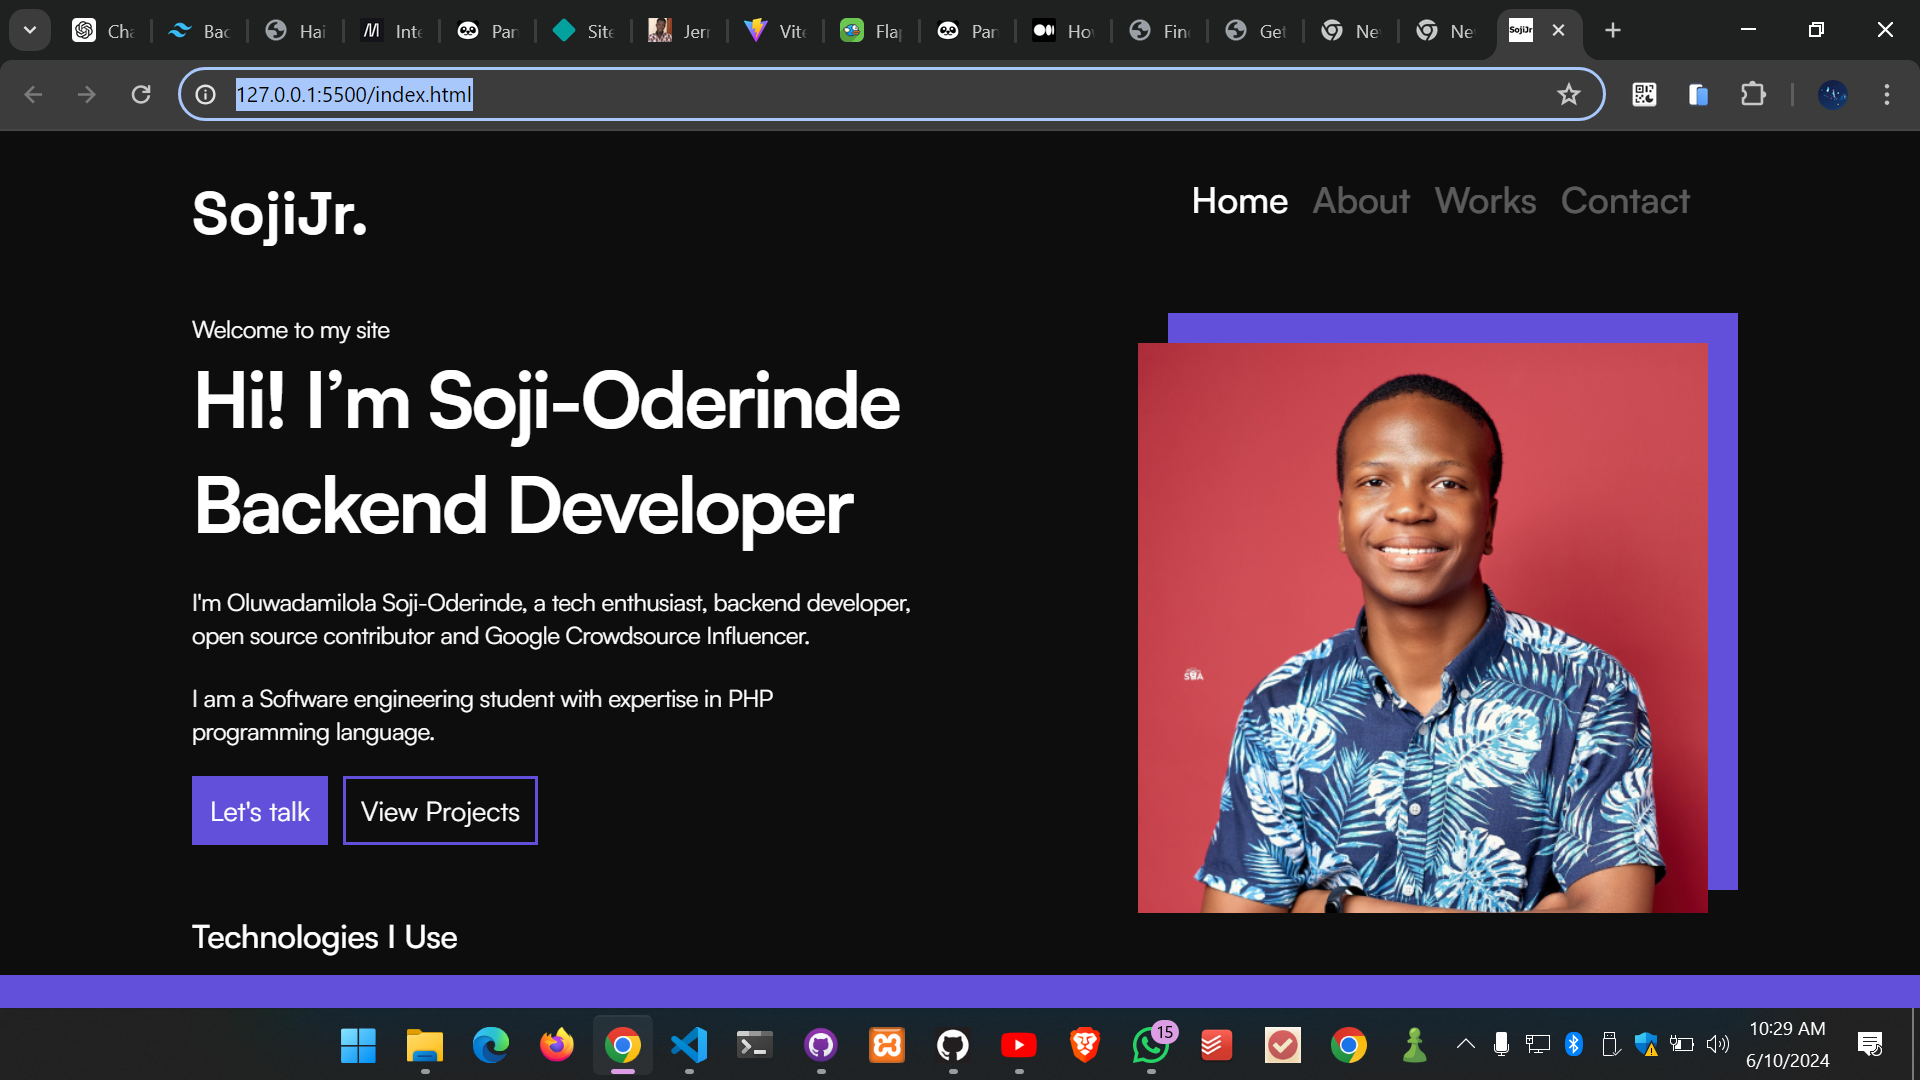 Cha
Bac
Hai
Inte
Pan
Site
Jerr
Vite
Flap
Pan
Hov
Fin
Get
Ne
Ne
SojiJr
127.0.0.1:5500/index.html
SojiJr.
Home About Works Contact
Welcome to my site
Hi! I’m Soji-Oderinde
Backend Developer
I'm Oluwadamilola Soji-Oderinde, a tech enthusiast, backend developer,
open source contributor and Google Crowdsource Influencer.
I am a Software engineering student with expertise in PHP
programming language.
Let's talk
View Projects
SBA
Technologies I Use
15
10:29 AM
6/10/2024